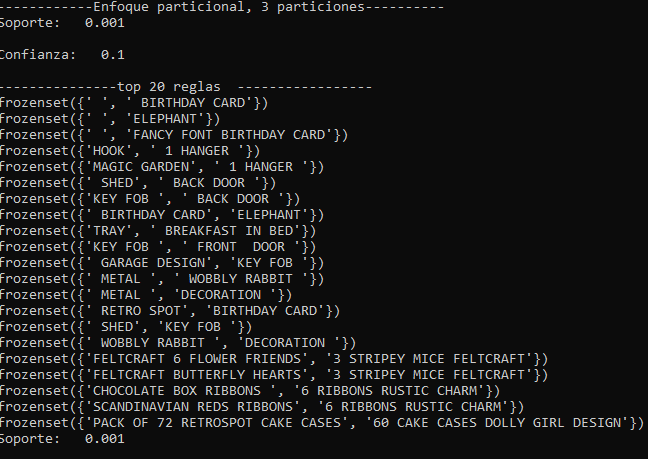 ------------Enfoque particional, 3 particiones----------
Soporte:   0.001
Confianza:   0.1
---------------top 20 reglas  -----------------
frozenset({' ', ' BIRTHDAY CARD'})
frozenset({' ', 'ELEPHANT'})
frozenset({' ', 'FANCY FONT BIRTHDAY CARD'})
frozenset({'HOOK', ' 1 HANGER '})
frozenset({'MAGIC GARDEN', ' 1 HANGER '})
frozenset({' SHED', ' BACK DOOR '})
frozenset({'KEY FOB ', ' BACK DOOR '})
frozenset({' BIRTHDAY CARD', 'ELEPHANT'})
frozenset({'TRAY', ' BREAKFAST IN BED'})
frozenset({'KEY FOB ', ' FRONT  DOOR '})
frozenset({' GARAGE DESIGN', 'KEY FOB '})
frozenset({' METAL ', ' WOBBLY RABBIT '})
frozenset({' METAL ', 'DECORATION '})
frozenset({' RETRO SPOT', 'BIRTHDAY CARD'})
frozenset({' SHED', 'KEY FOB '})
frozenset({' WOBBLY RABBIT ', 'DECORATION '})
frozenset({'FELTCRAFT 6 FLOWER FRIENDS', '3 STRIPEY MICE FELTCRAFT'})
frozenset({'FELTCRAFT BUTTERFLY HEARTS', '3 STRIPEY MICE FELTCRAFT'})
frozenset({'CHOCOLATE BOX RIBBONS ', '6 RIBBONS RUSTIC CHARM'})
frozenset({'SCANDINAVIAN REDS RIBBONS', '6 RIBBONS RUSTIC CHARM'})
frozenset({'PACK OF 72 RETROSPOT CAKE CASES', '60 CAKE CASES DOLLY GIRL DESIGN'})
Soporte:   0.001